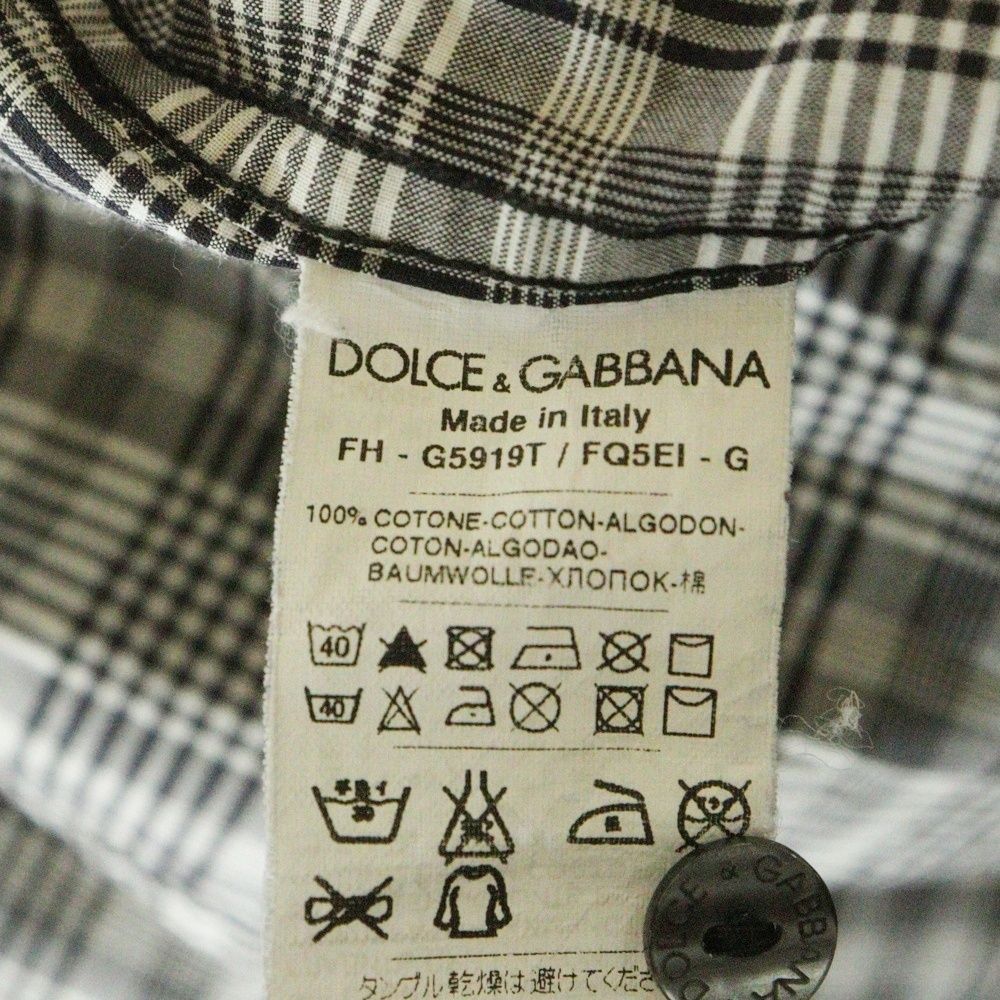 DOLCE & GABBANA
Made in Italy
FH - G5919T / FQ5EI - G
100% COTONE-COTTON-ALGODON-
COTON-ALGODAO-
BAUMWOLLE-ХЛОПОК-棉
40
40
タンブル乾燥は避けてくださ
DOLCE & GABBANA